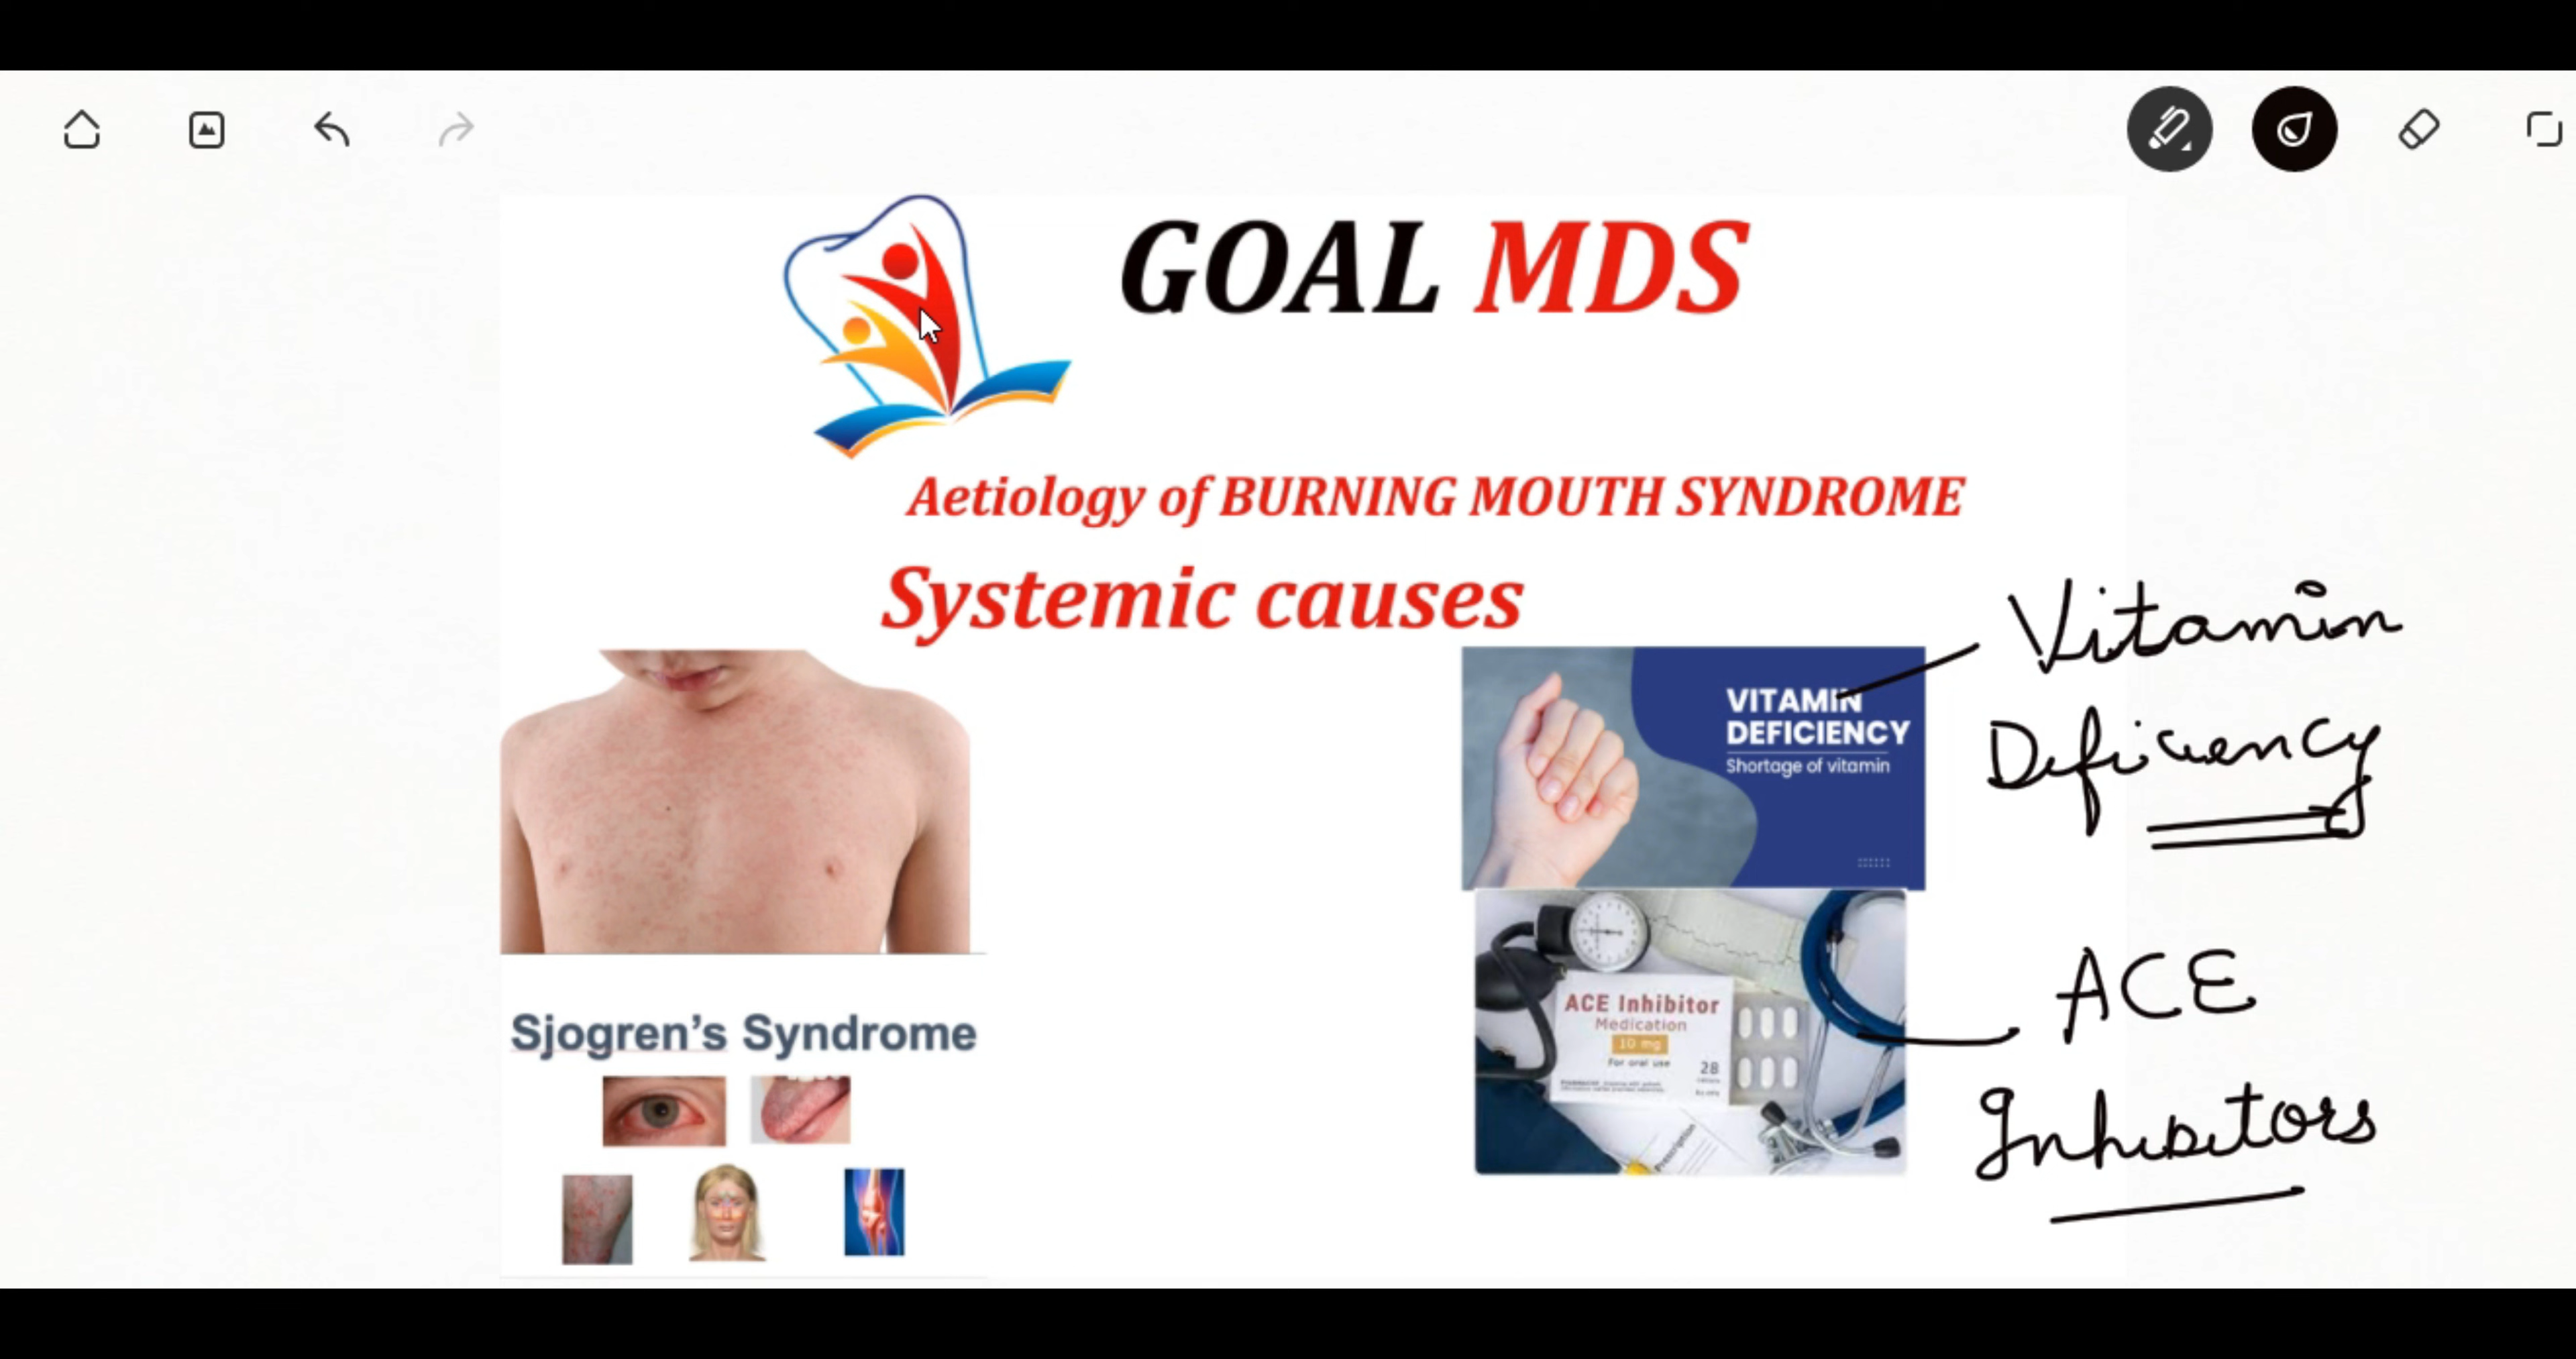 GOAL MDS
Aetiology of BURNING MOUTH SYNDROME
Systemic causes
VITAMIN
DEFICIENCY
Shortage of vitamin
Vitamin
Deficiency
ACE Inhibitor
Medication
10 mg
For oral use
28
Prescription
ACE
Inhibitors
Sjogren's Syndrome